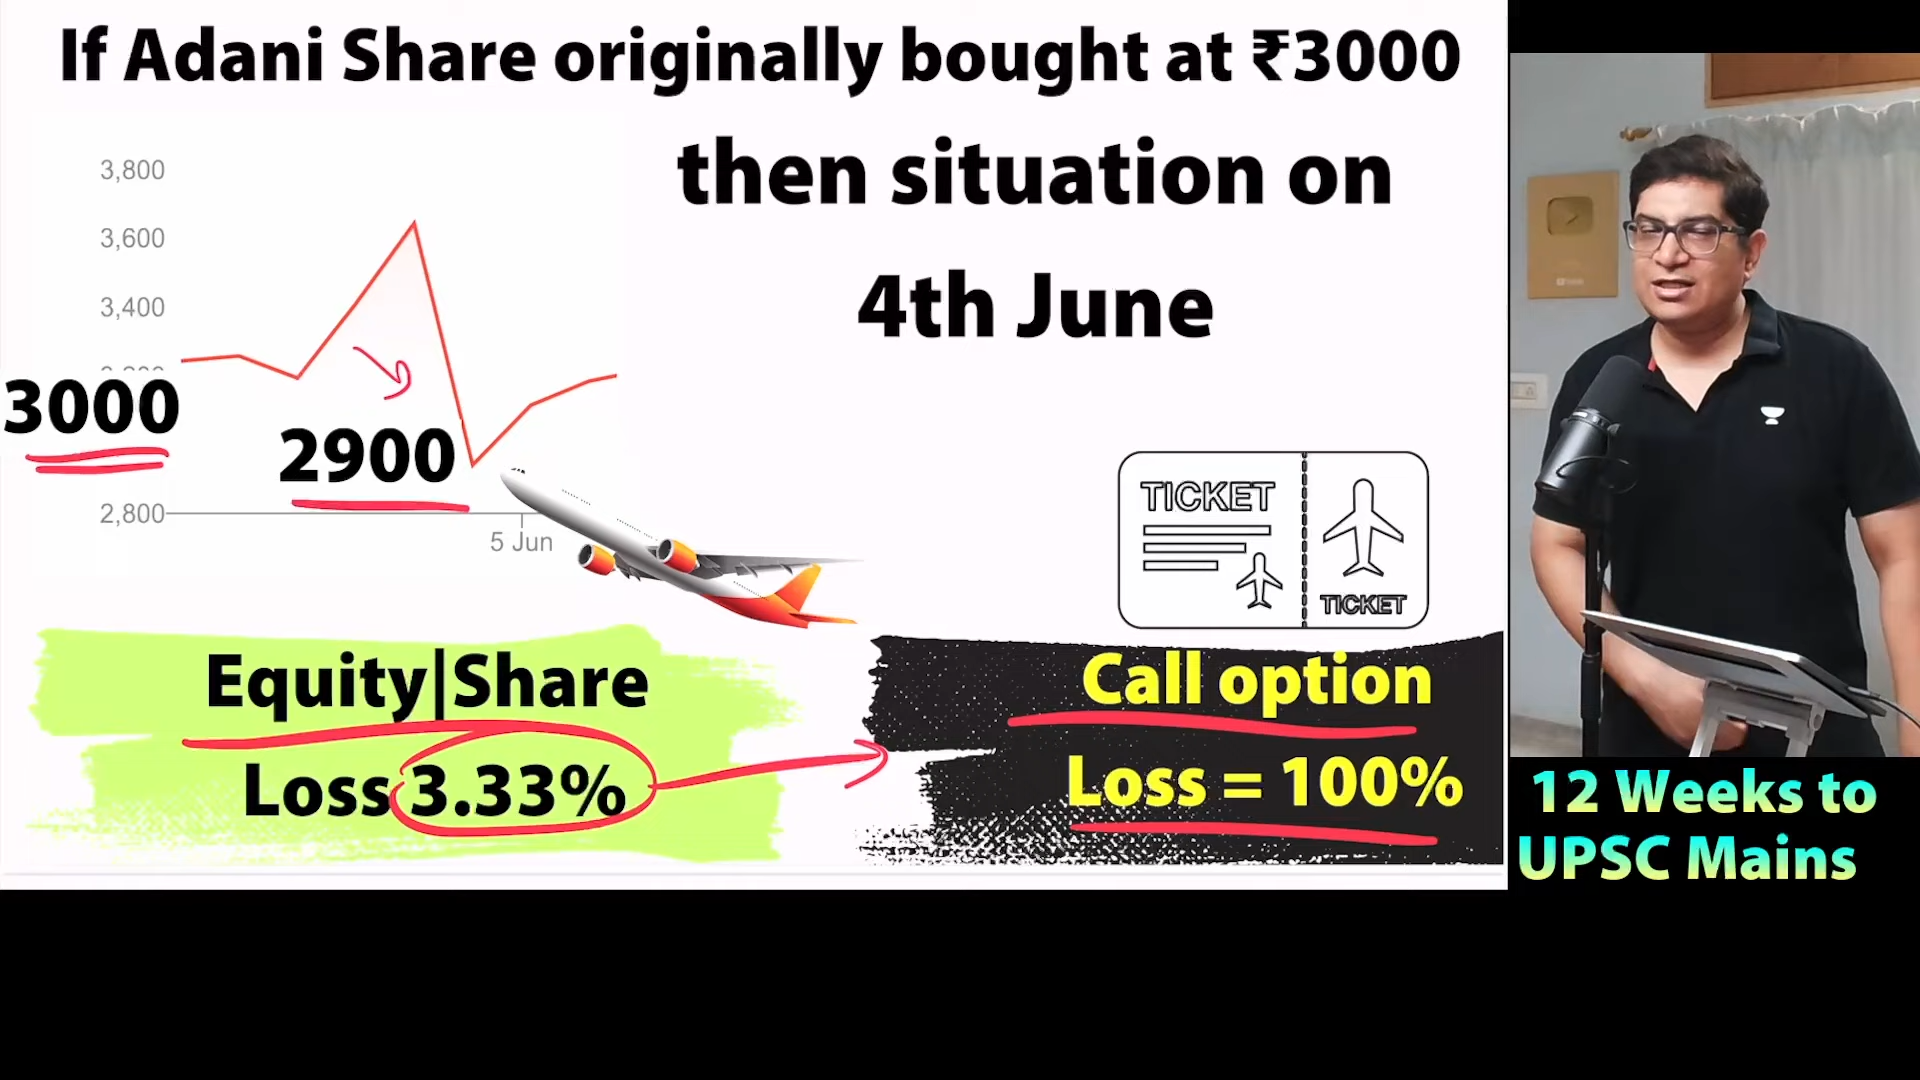 If Adani Share originally bought at ₹3000
then situation on
4th June
3,800
3,600
3,400
3000
2900
2,800
5 Jun
TICKET
TICKET
Equity|Share
Loss 3.33%
Call option
Loss = 100%
12 Weeks to
UPSC Mains